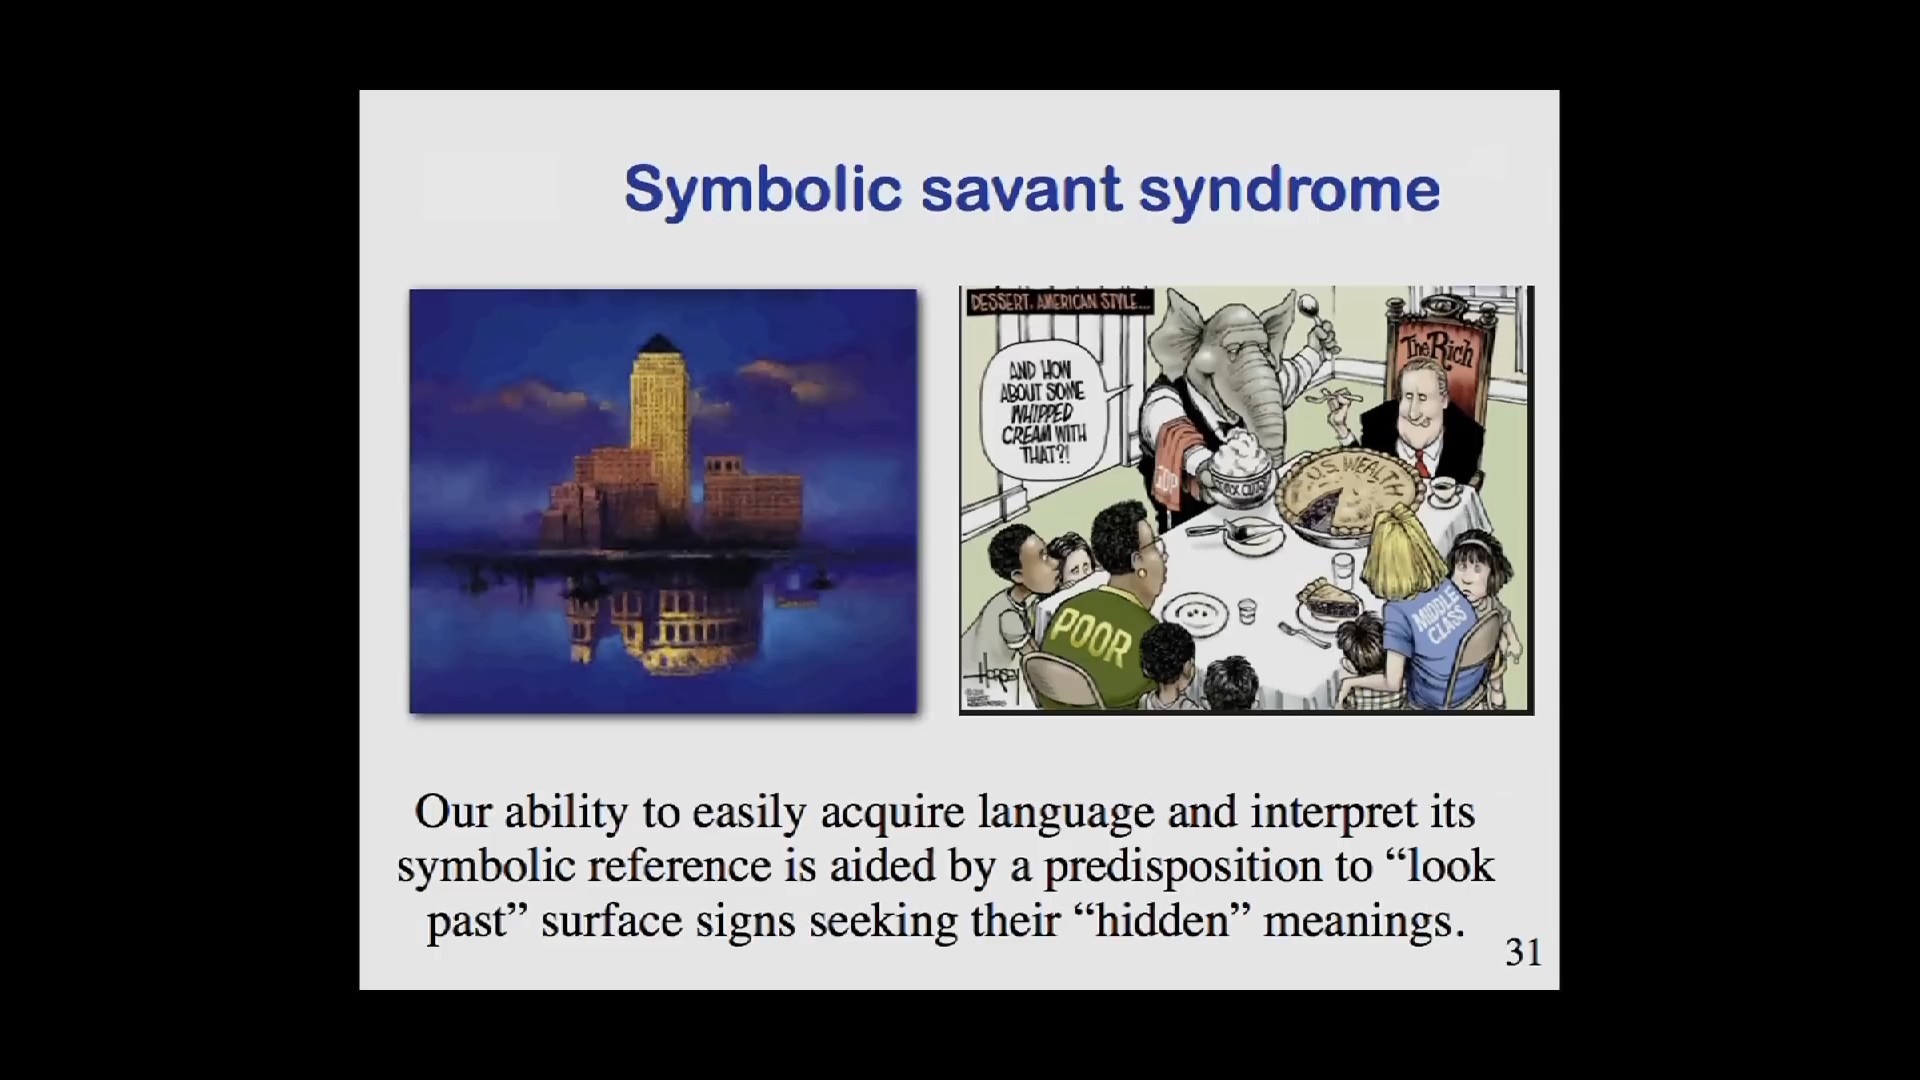 Symbolic savant syndrome
DESSERT, AMERICAN STYLE...
AND HOW
ABOUT SOME
WHIPPED
CREAM WITH
THAT?!
The Rich
GOP
TAX CUTS
U.S. WEALTH
POOR
MIDDLE
CLASS
HORSEY
Our ability to easily acquire language and interpret its
symbolic reference is aided by a predisposition to “look
past” surface signs seeking their “hidden” meanings.
31